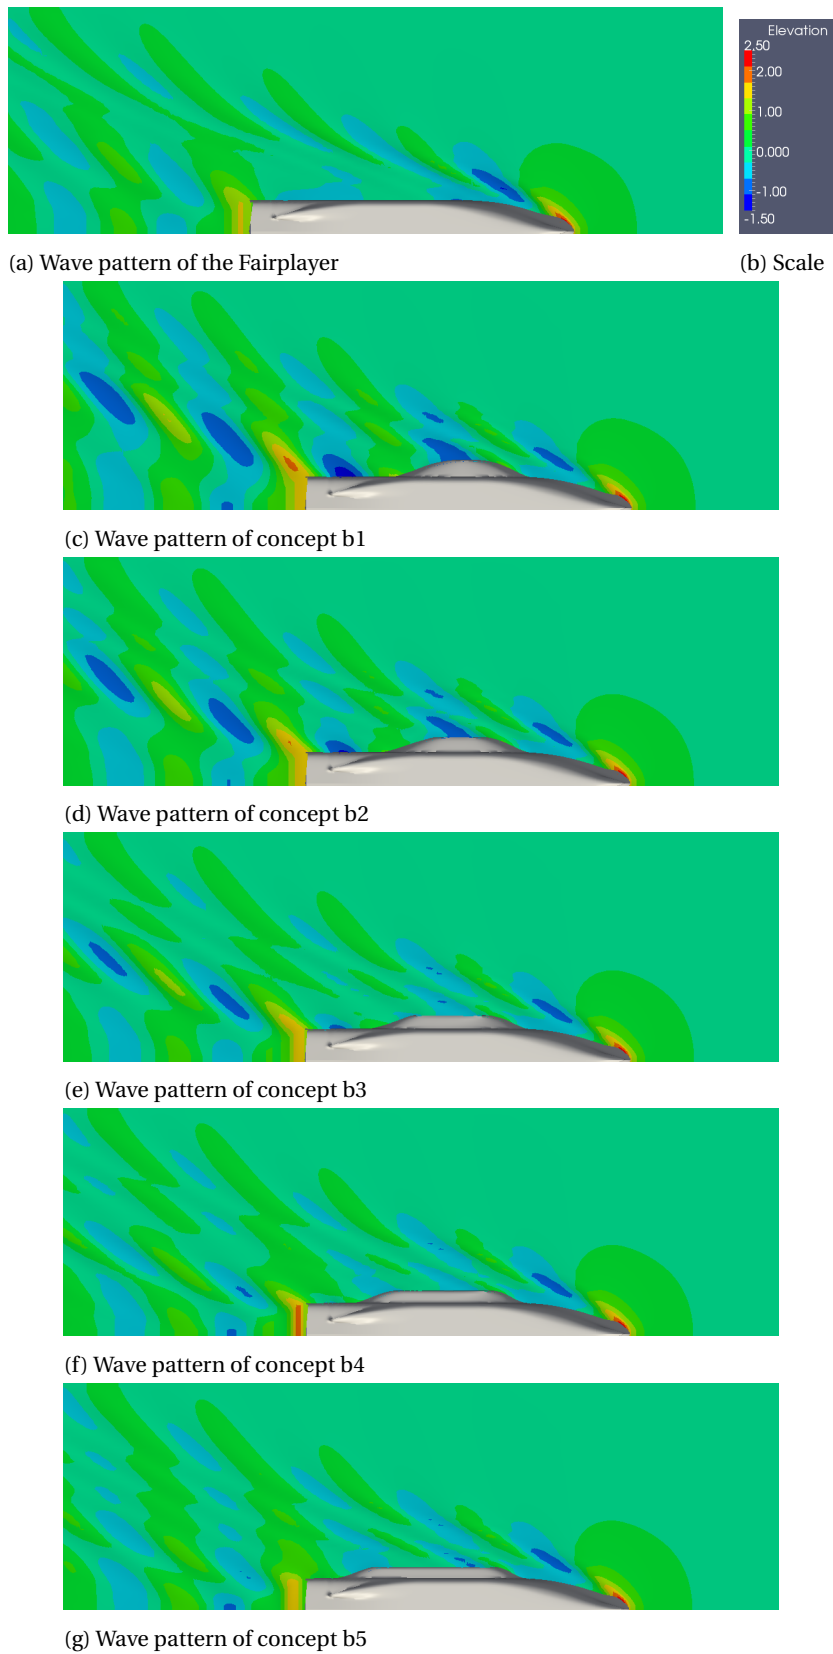 Elevation
2.50
2.00
1.00
0.000
-1.00
-1.50
(a) Wave pattern of the Fairplayer
(b) Scale
(c) Wave pattern of concept b1
(d) Wave pattern of concept b2
(e) Wave pattern of concept b3
(f) Wave pattern of concept b4
(g) Wave pattern of concept b5